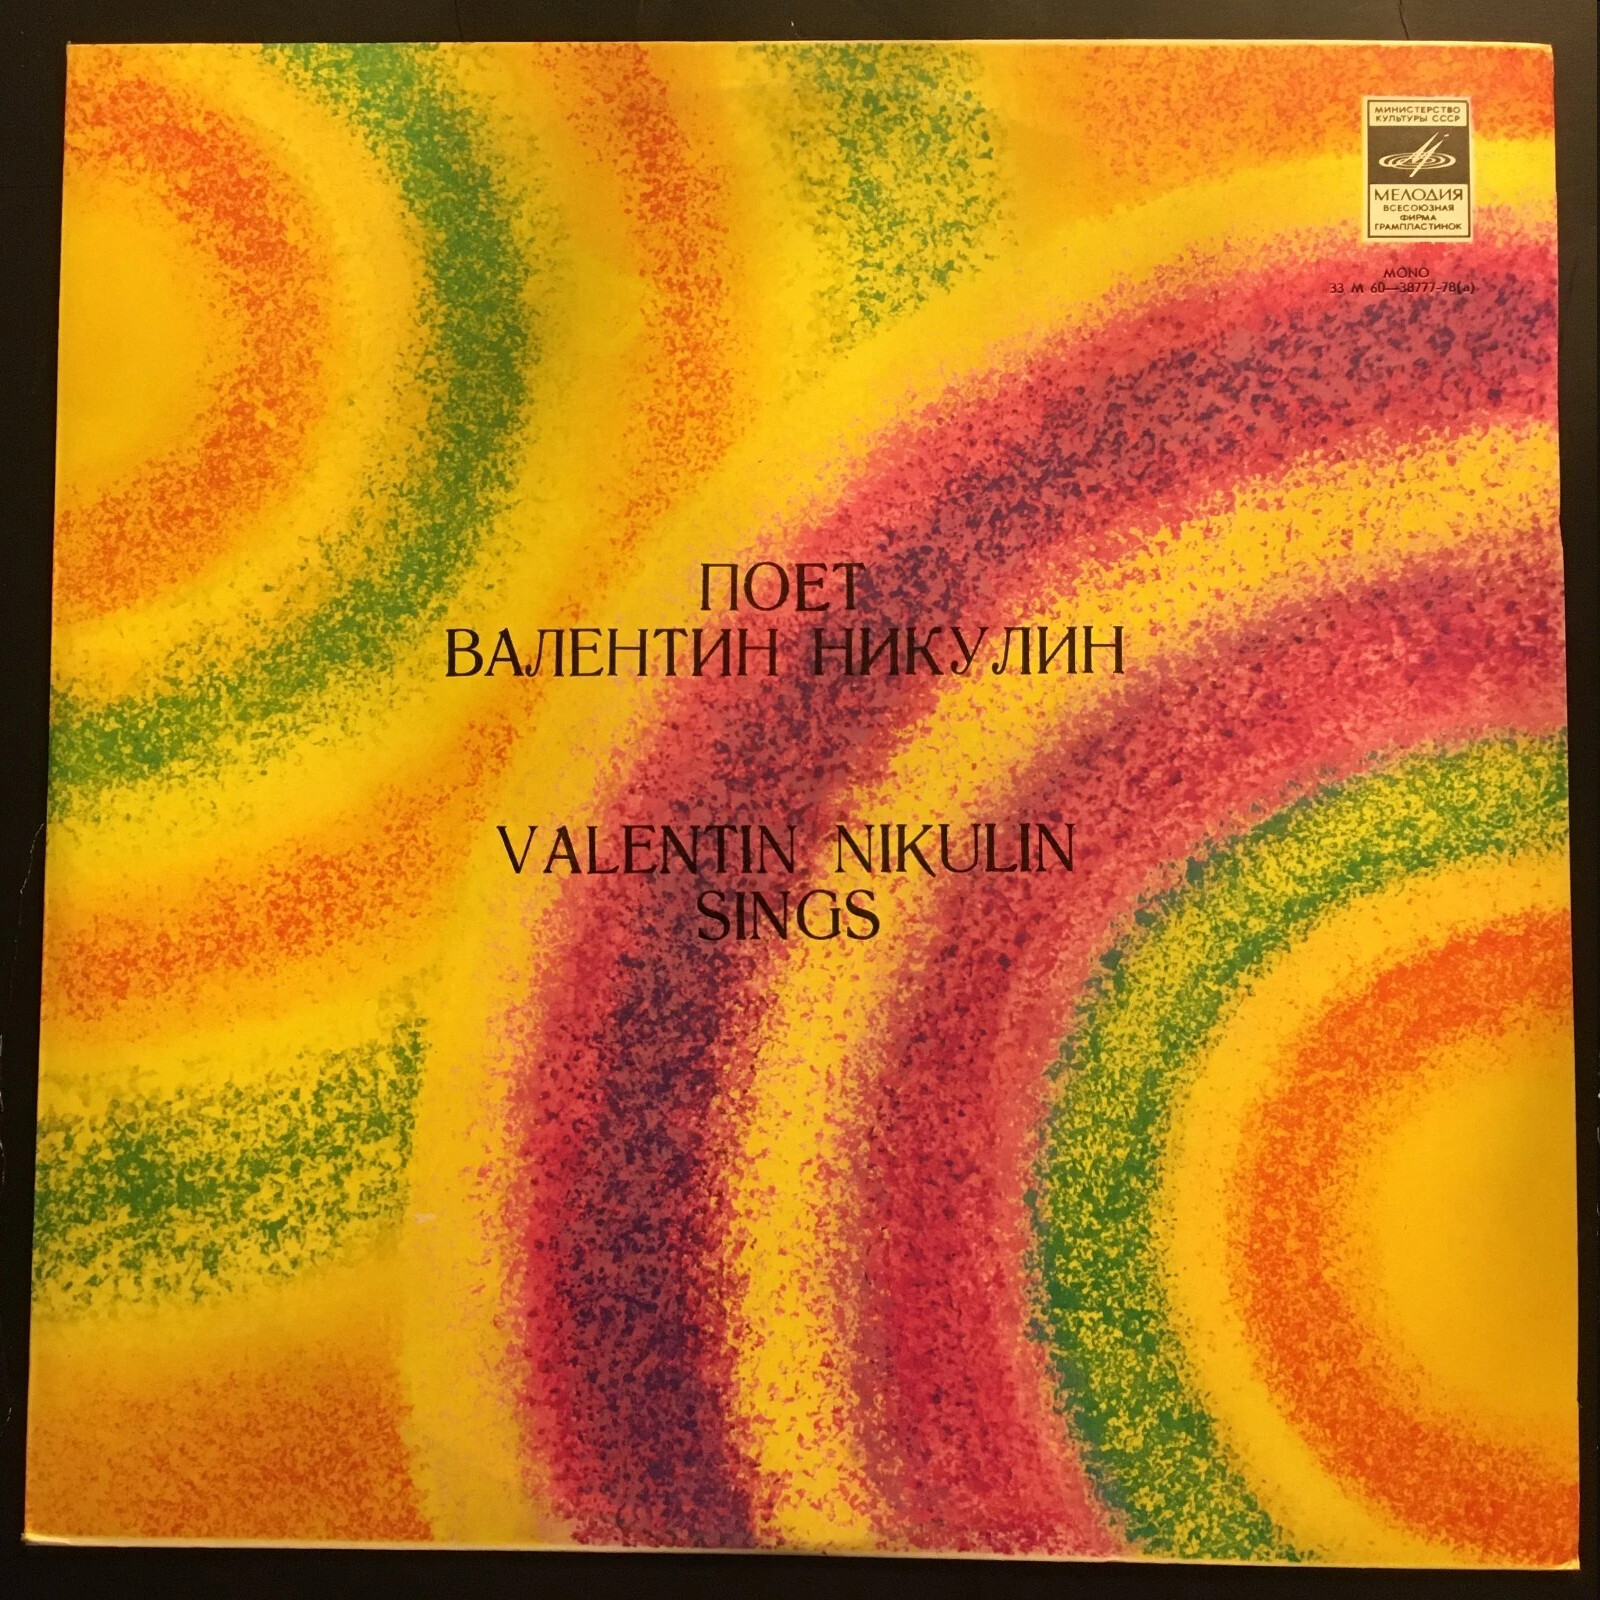 МИНИСТЕРСТВО
КУЛЬТУРЫ СССР
МЕЛОДИЯ
ВСЕСОЮЗНАЯ
ФИРМА
ГРАМПЛАСТИНОК
MONO
33 М 60—38777-78(a)
ПОЕТ
ВАЛЕНТИН НИКУЛИН
VALENTIN NIKULIN
SINGS